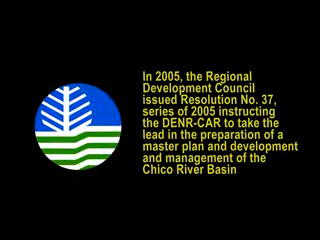 In 2005, the Regional
Development Council
issued Resolution No. 37,
series of 2005 instructing
the DENR-CAR to take the
lead in the preparation of a
master plan and development
and management of the
Chico River Basin